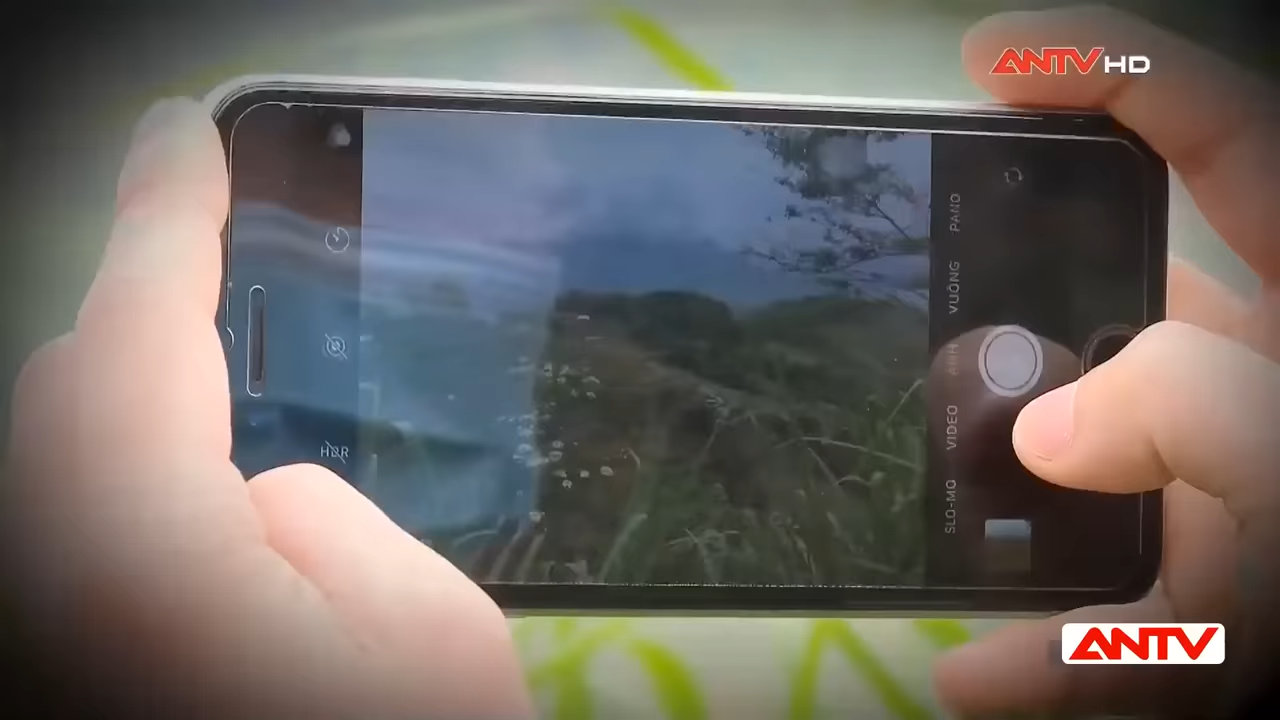 ANTV HD
PANO
VUÔNG
ẢNH
VIDEO
SLO-MO
HDR
ANTV